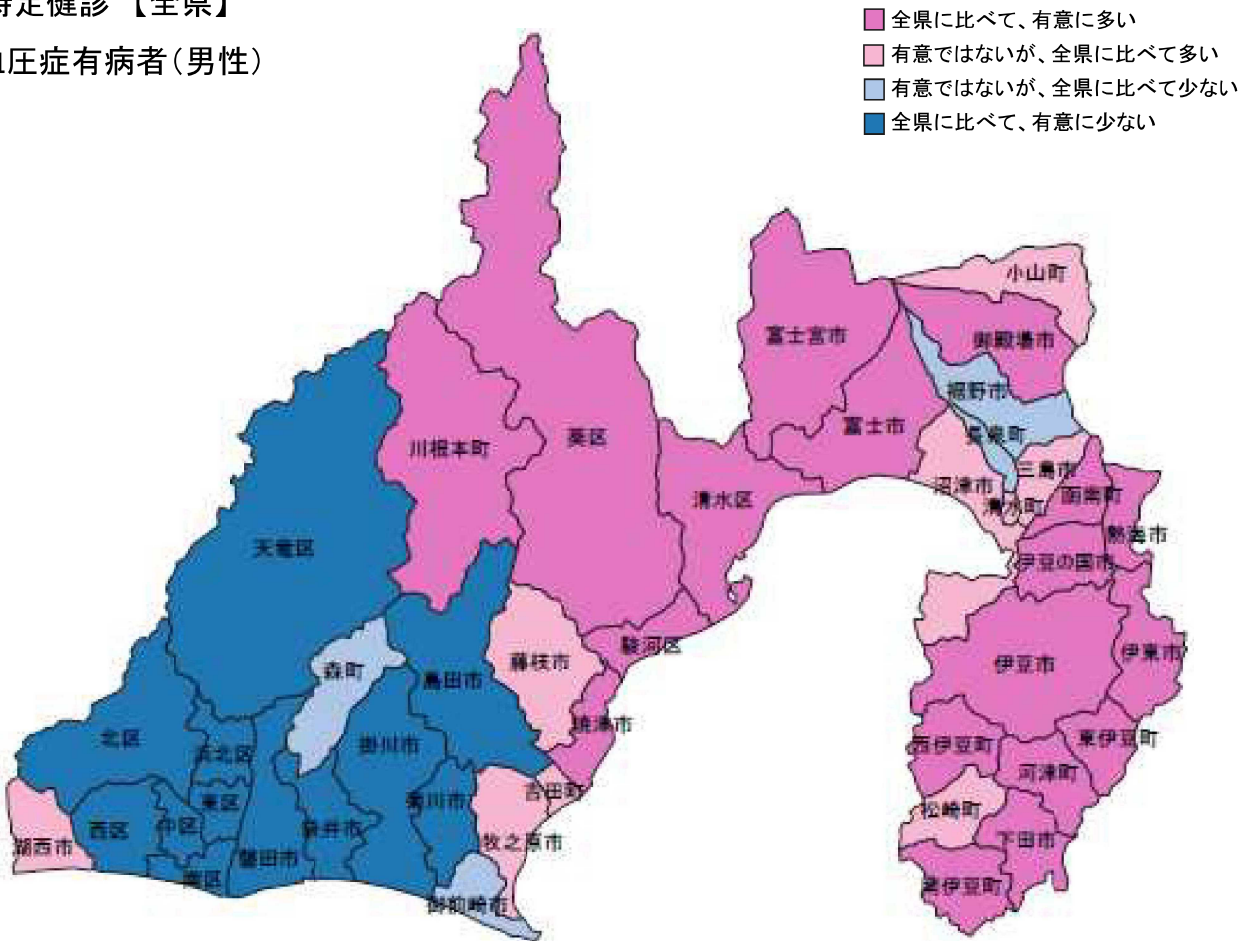 特定健診 【全県】
血圧症有病者(男性)
全県に比べて、有意に多い
有意ではないが、全県に比べて多い
有意ではないが、全県に比べて少ない
全県に比べて、有意に少ない
小山町
富士宮市
御殿場市
裾野市
富士市
長泉町
葵区
川根本町
三島市
沼津市
函南町
清水区
清水町
熱海市
天竜区
伊豆の国市
駿河区
伊東市
藤枝市
伊豆市
森町
島田市
焼津市
北区
掛川市
東伊豆町
西伊豆町
浜北区
河津町
吉田町
東区
菊川市
松崎町
中区
西区
袋井市
牧之原市
下田市
湖西市
磐田市
南区
南伊豆町
御前崎市